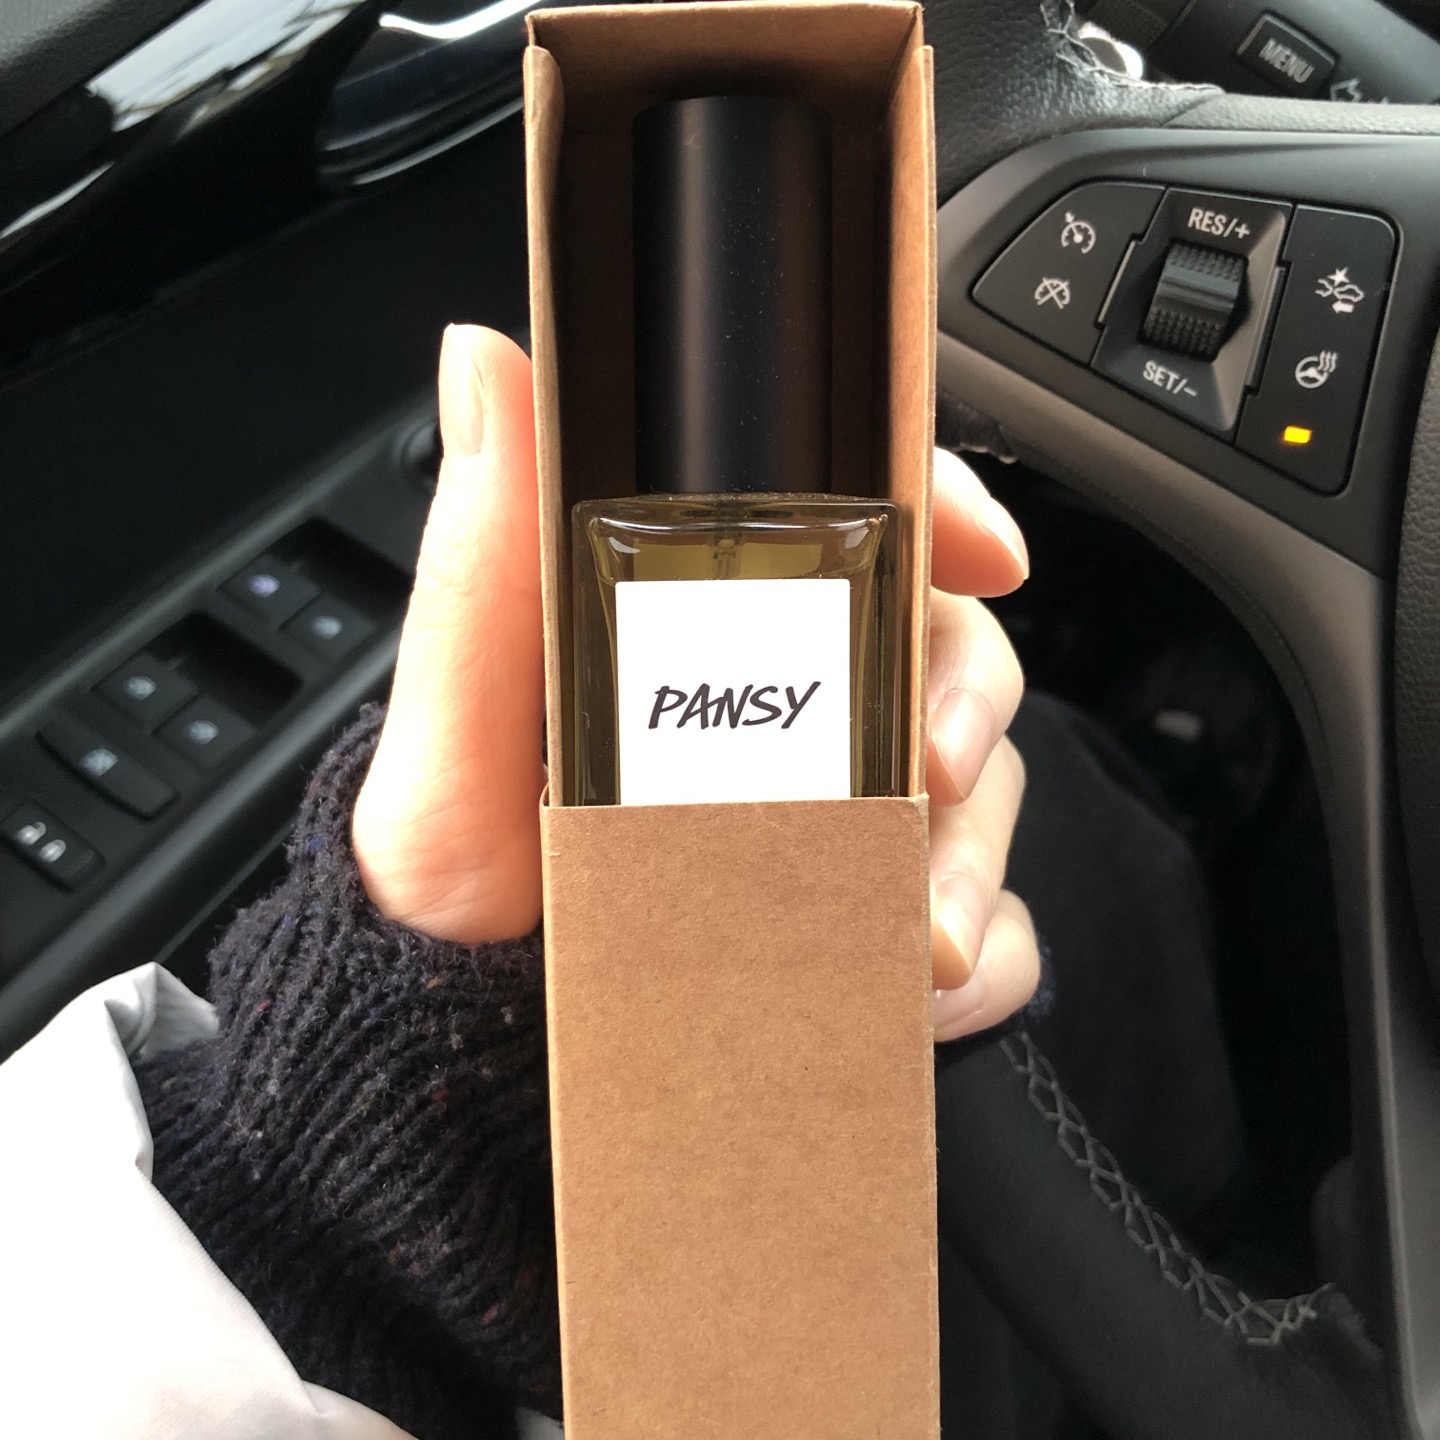 MENU
RES/+
SET/-
PANSY